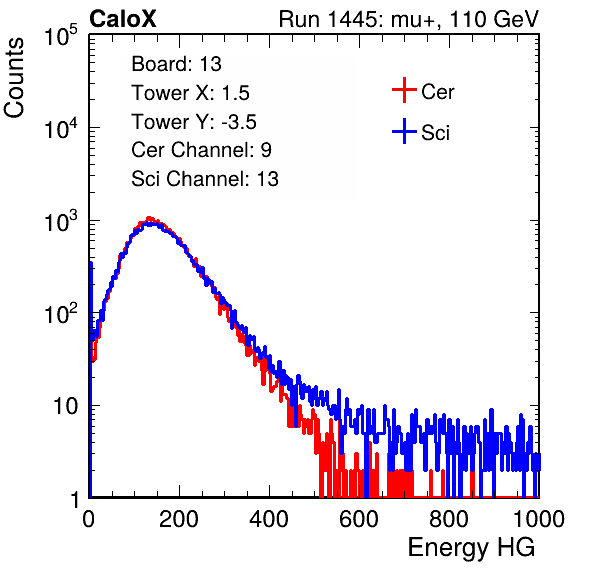 CaloX Run 1445: mu+, 110 GeV
Board: 13
Tower X: 1.5
Tower Y: -3.5
Cer Channel: 9
Sci Channel: 13
Cer
Sci
Counts
10^5
10^4
10^3
10^2
10
1
0 200 400 600 800 1000
Energy HG